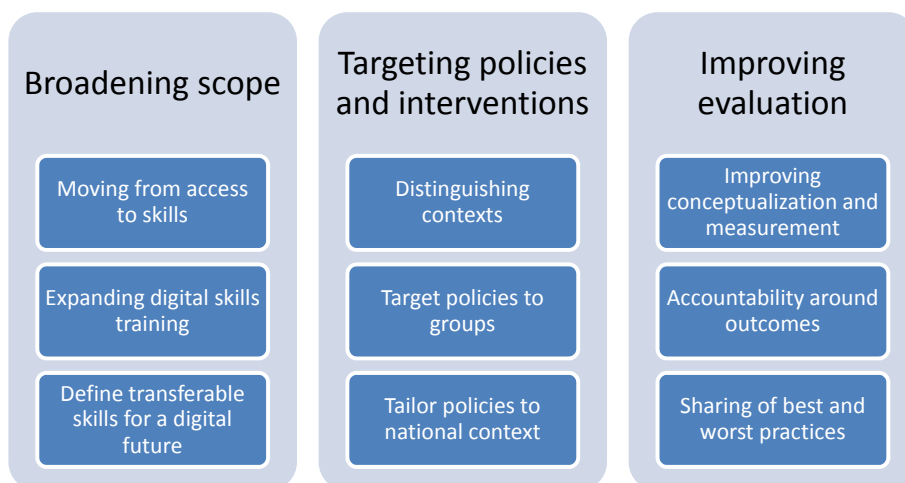 Broadening scope
Moving from access
to skills
Expanding digital skills
training
Define transferable
skills for a digital
future
Targeting policies
and interventions
Distinguishing
contexts
Target policies to
groups
Tailor policies to
national context
Improving
evaluation
Improving
conceptualization and
measurement
Accountability around
outcomes
Sharing of best and
worst practices